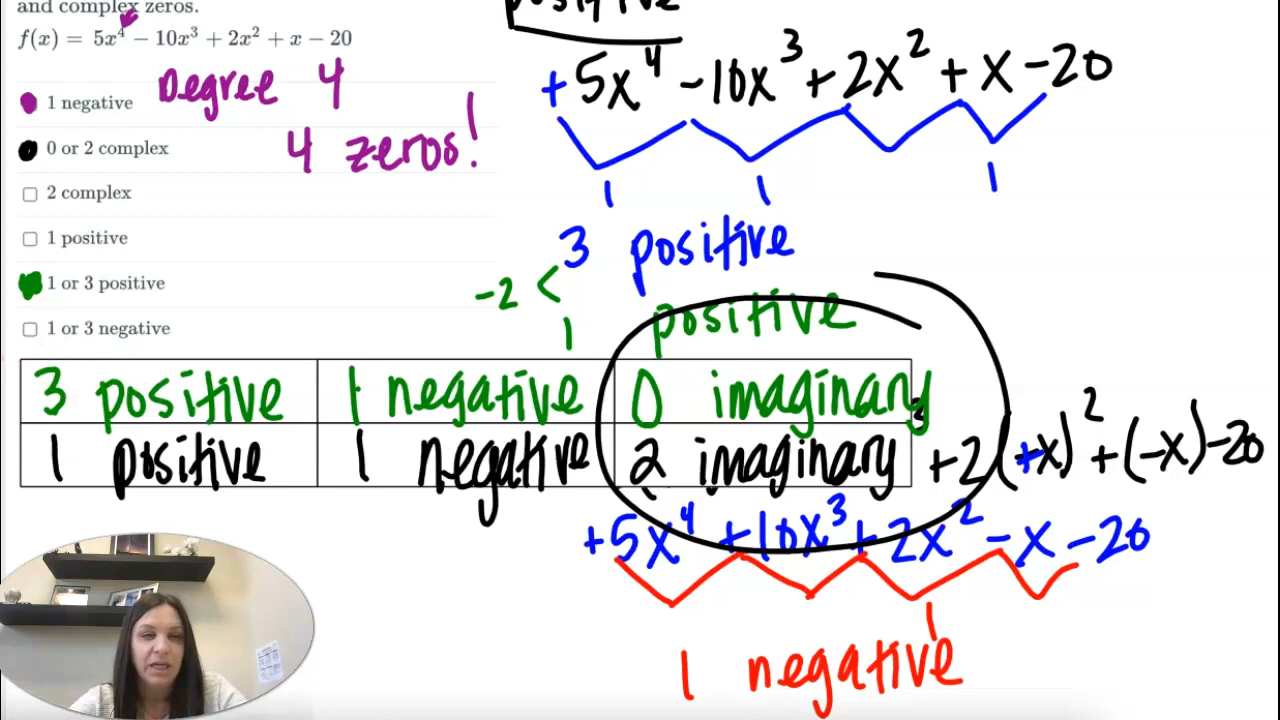 and complex zeros.
f(x) = 5x⁴ − 10x³ + 2x² + x − 20
Degree 4
4 zeros!
1 negative
0 or 2 complex
2 complex
1 positive
1 or 3 positive
1 or 3 negative
positive
+5x⁴ -10x³ +2x² + x -20
1 1 1
3 positive
-2 <
1 positive
3 positive 1 negative 0 imaginary
1 positive 1 negative 2 imaginary
3 +2(+x)² +(-x) -20
+5x⁴ +10x³ +2x² -x -20
1
1 negative